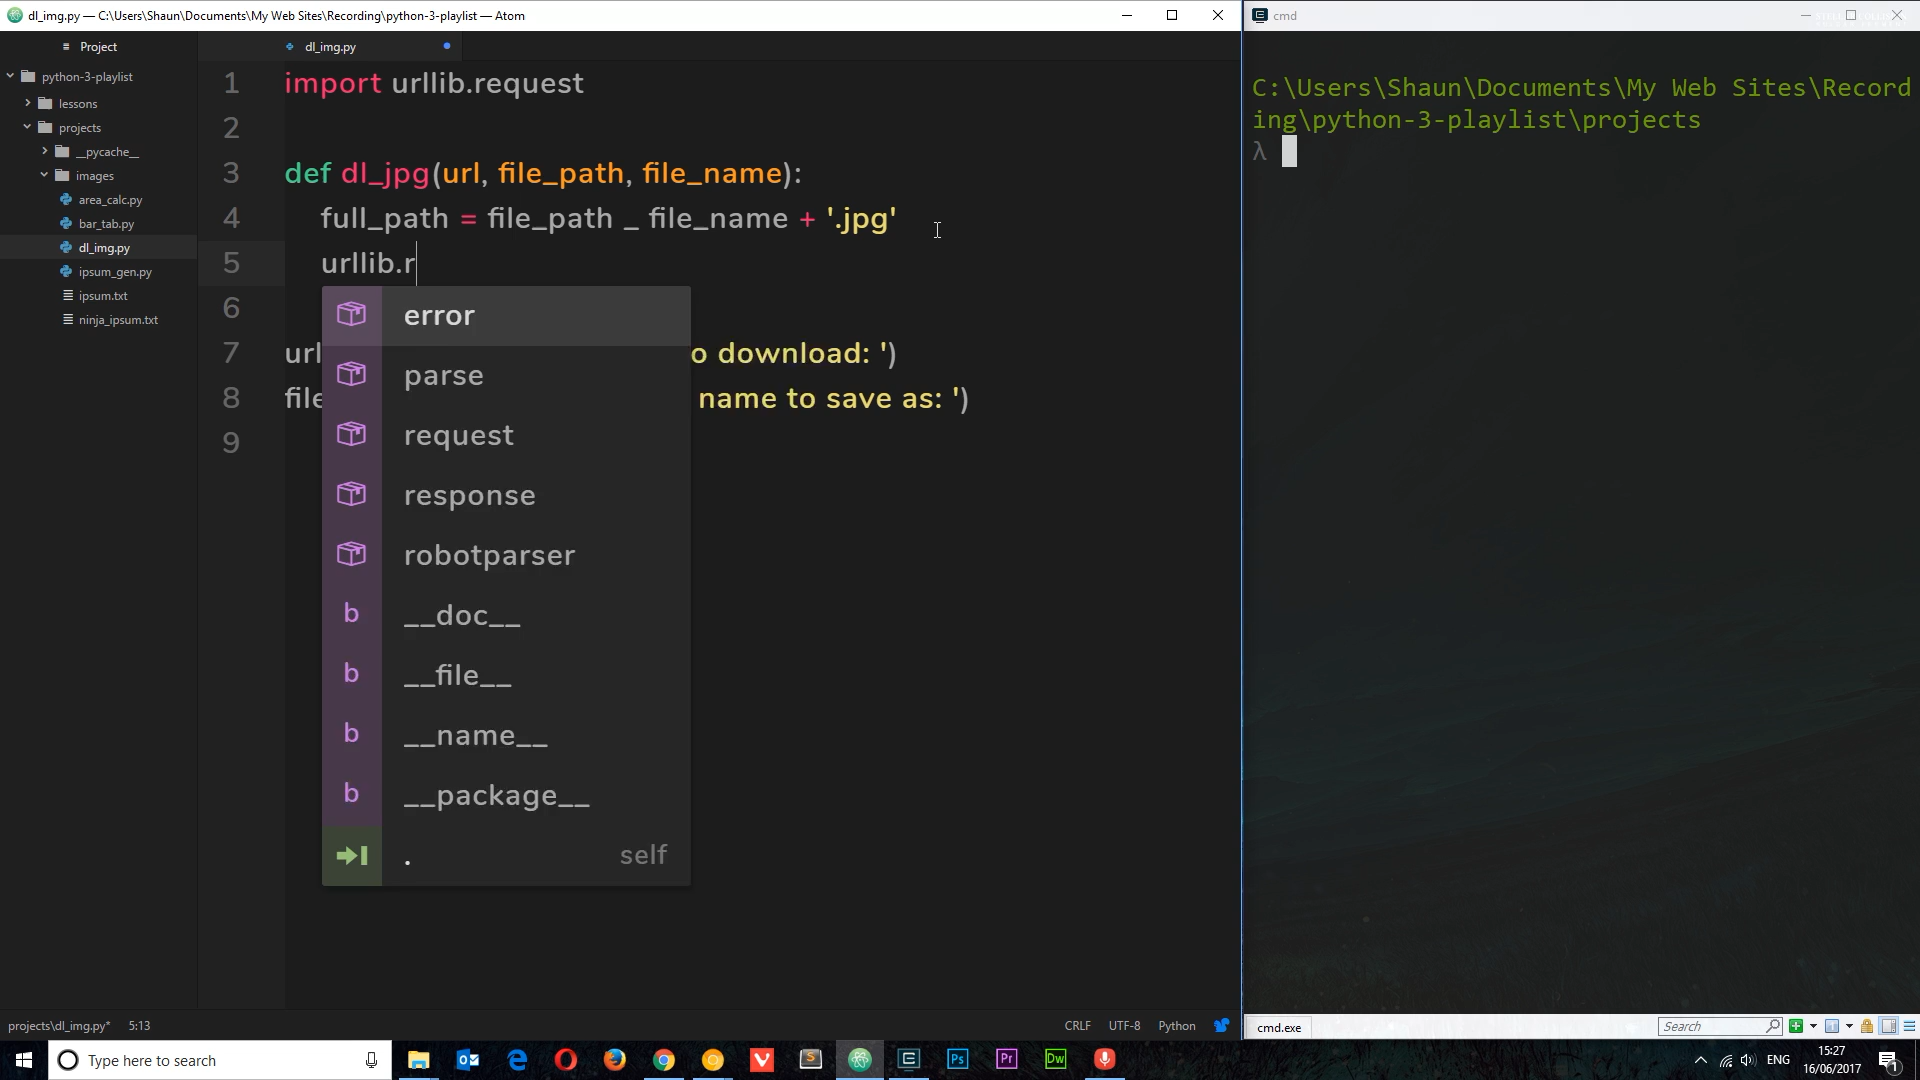 dl_img.py — C:\Users\Shaun\Documents\My Web Sites\Recording\python-3-playlist — Atom
Project
python-3-playlist
lessons
projects
__pycache__
images
area_calc.py
bar_tab.py
dl_img.py
ipsum_gen.py
ipsum.txt
ninja_ipsum.txt
dl_img.py
1 import urllib.request
2
3 def dl_jpg(url, file_path, file_name):
4 full_path = file_path _ file_name + '.jpg'
5 urllib.r
6
7 url o download: ')
8 file name to save as: ')
9
error
parse
request
response
robotparser
b __doc__
b __file__
b __name__
b __package__
. self
projects\dl_img.py* 5:13
CRLF UTF-8 Python
cmd
C:\Users\Shaun\Documents\My Web Sites\Record
ing\python-3-playlist\projects
λ
cmd.exe
Search
Type here to search
Ps
Pr
Dw
ENG
15:27
16/06/2017
1